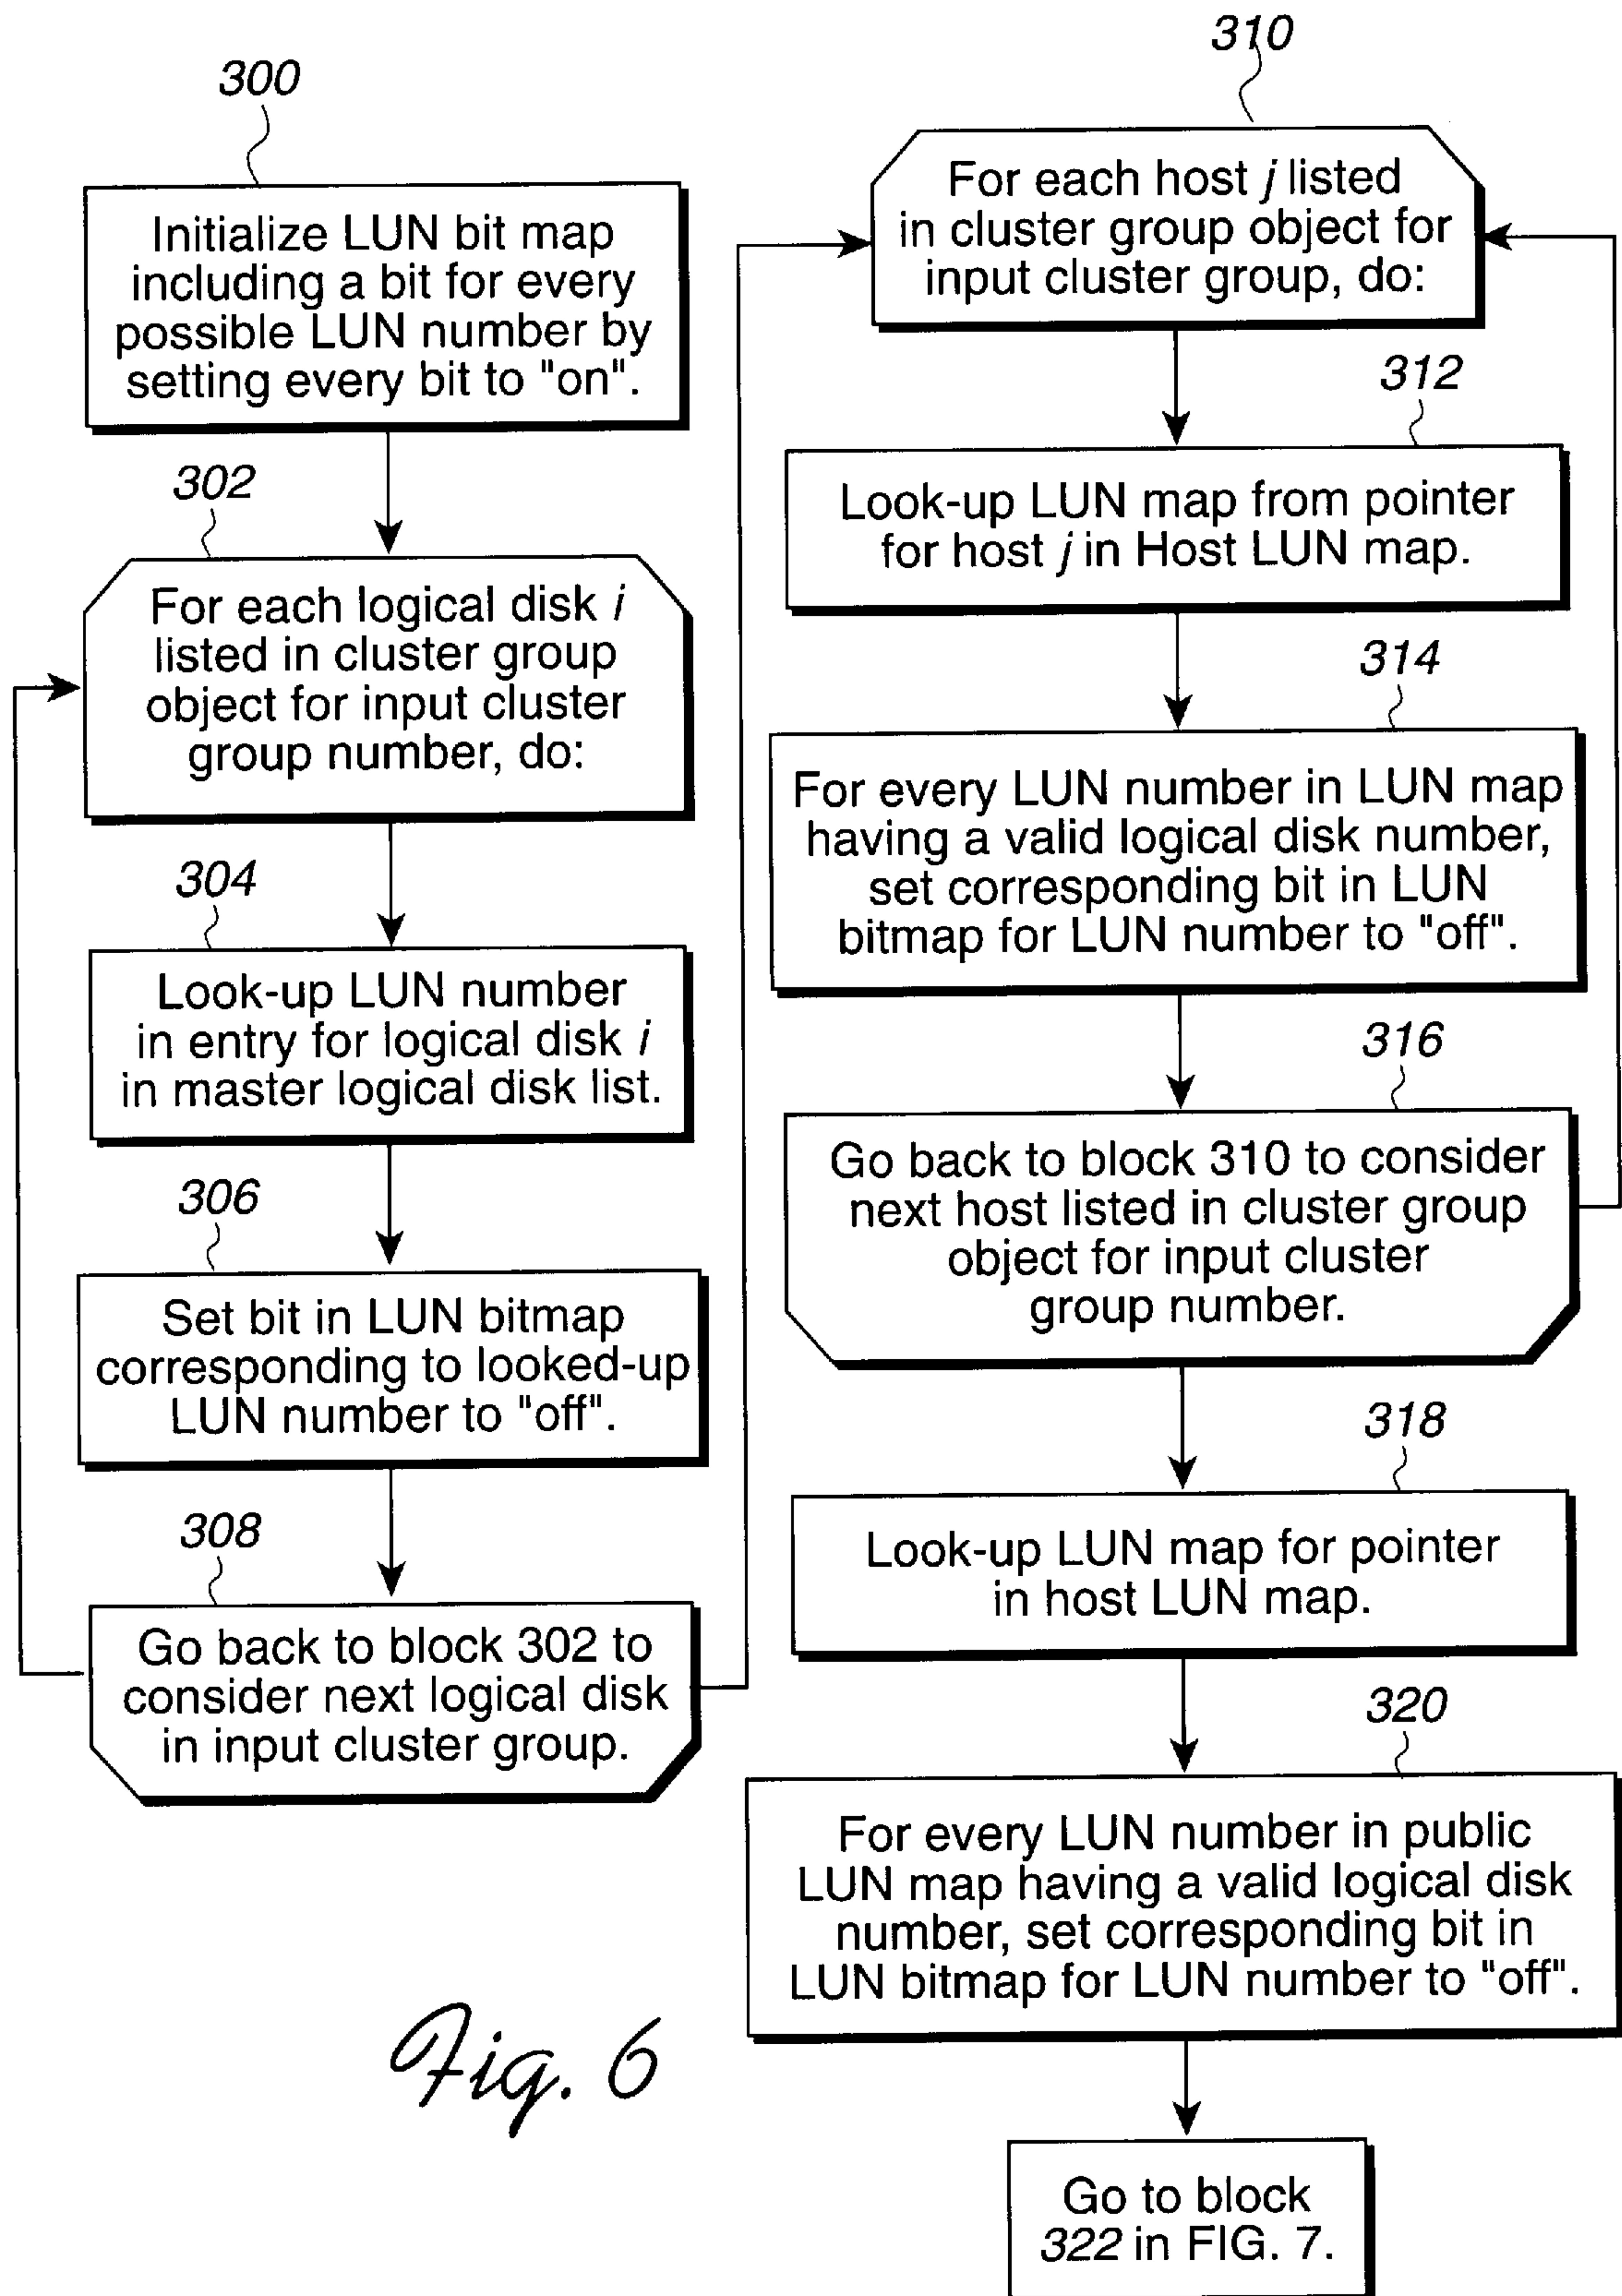 300
Initialize LUN bit map
including a bit for every
possible LUN number by
setting every bit to "on".
302
For each logical disk i
listed in cluster group
object for input cluster
group number, do:
304
Look-up LUN number
in entry for logical disk i
in master logical disk list.
306
Set bit in LUN bitmap
corresponding to looked-up
LUN number to "off".
308
Go back to block 302 to
consider next logical disk
in input cluster group.
310
For each host j listed
in cluster group object for
input cluster group, do:
312
Look-up LUN map from pointer
for host j in Host LUN map.
314
For every LUN number in LUN map
having a valid logical disk number,
set corresponding bit in LUN
bitmap for LUN number to "off".
316
Go back to block 310 to consider
next host listed in cluster group
object for input cluster
group number.
318
Look-up LUN map for pointer
in host LUN map.
320
For every LUN number in public
LUN map having a valid logical disk
number, set corresponding bit in
LUN bitmap for LUN number to "off".
Go to block
322 in FIG. 7.
Fig. 6